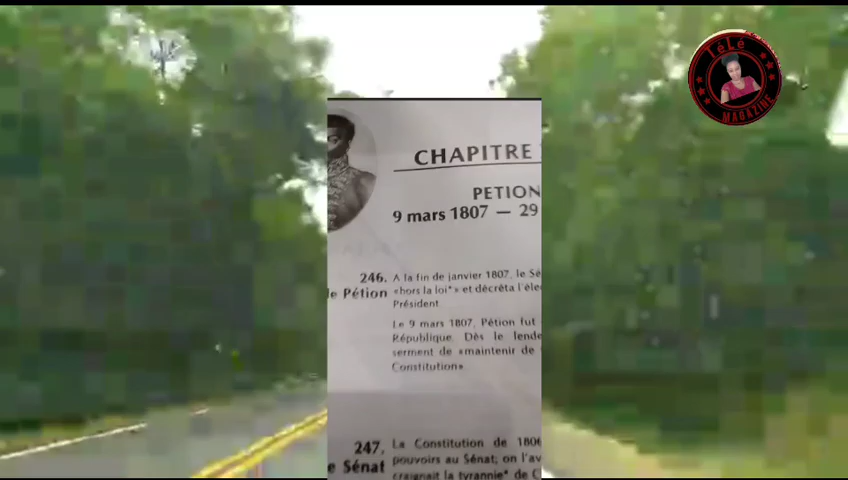 TéLé
MAGAZINE
CHAPITRE
PETION
9 mars 1807 — 29
246.
le Pétion
A la fin de janvier 1807, le Sé
«hors la loi*» et décréta l'élec
Président.
Le 9 mars 1807, Pétion fut
République. Dès le lende
serment de «maintenir de
Constitution».
247,
e Sénat
La Constitution de 1806
pouvoirs au Sénat; on l'av
craignait la tyrannie* de C